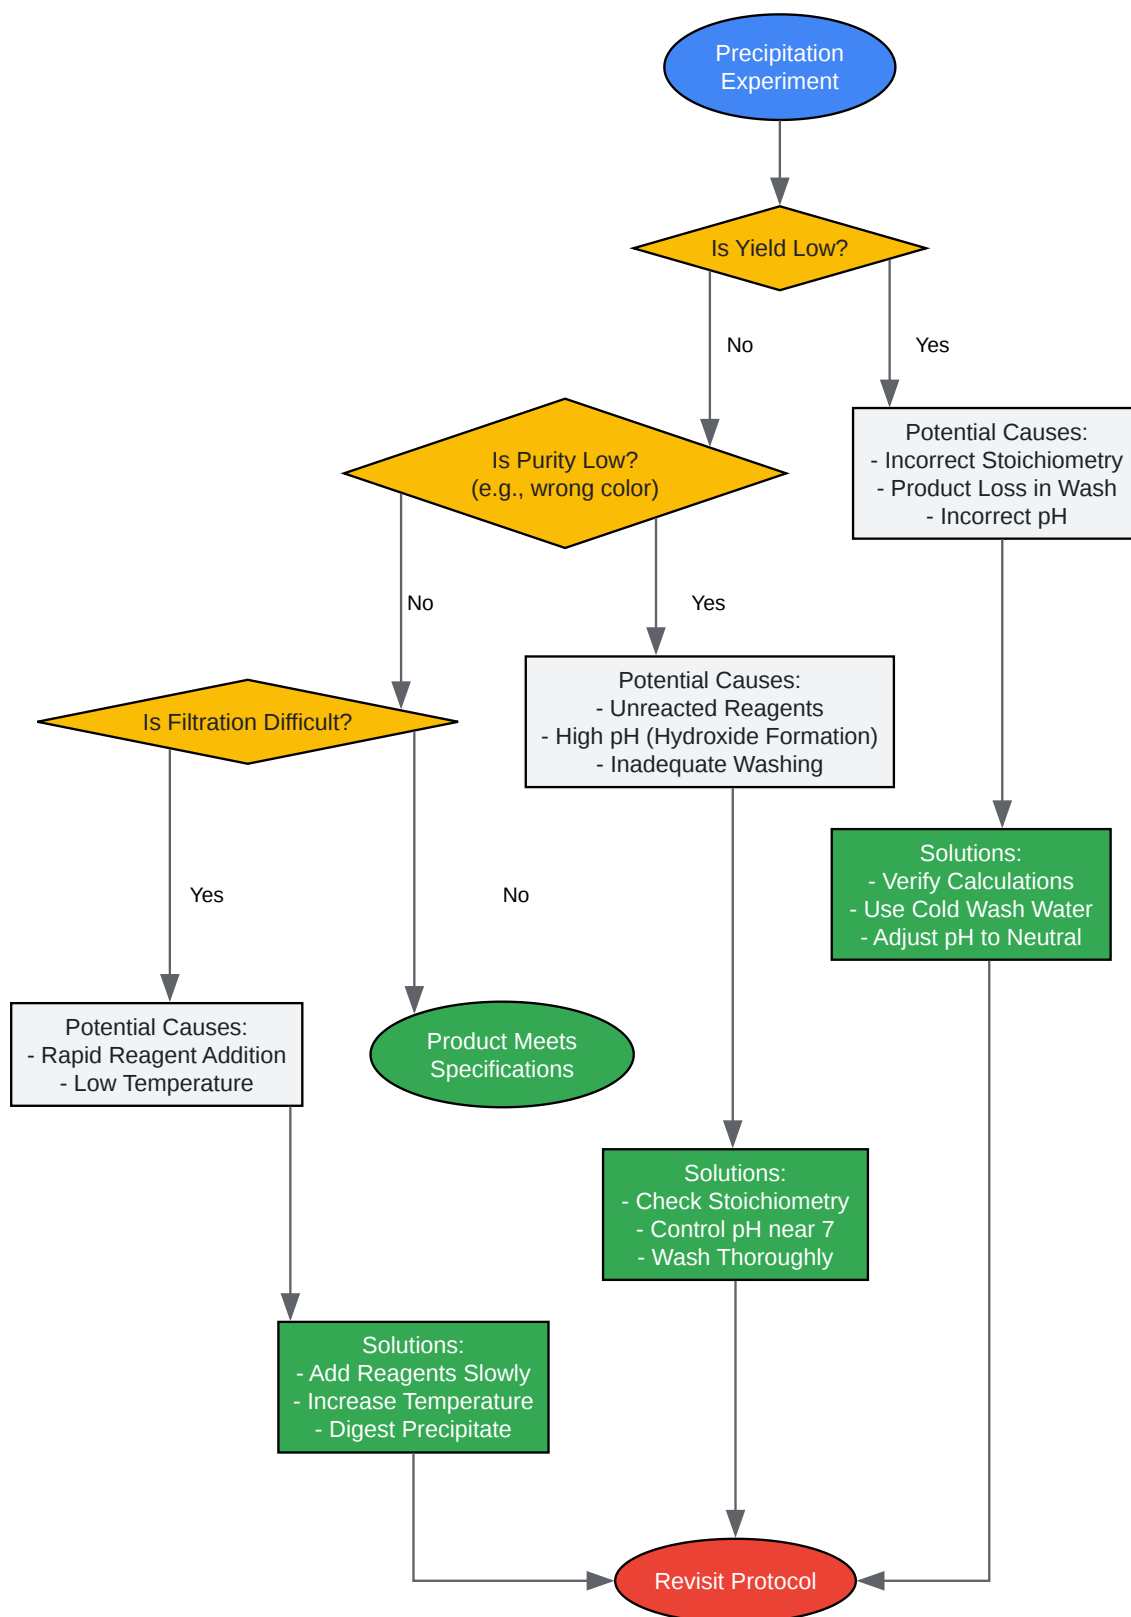 Precipitation
Experiment
Is Yield Low?
No
Yes
Is Purity Low?
(e.g., wrong color)
Potential Causes:
- Incorrect Stoichiometry
- Product Loss in Wash
- Incorrect pH
No
Yes
Is Filtration Difficult?
Potential Causes:
- Unreacted Reagents
- High pH (Hydroxide Formation)
- Inadequate Washing
Solutions:
- Verify Calculations
- Use Cold Wash Water
- Adjust pH to Neutral
Yes
No
Potential Causes:
- Rapid Reagent Addition
- Low Temperature
Product Meets
Specifications
Solutions:
- Check Stoichiometry
- Control pH near 7
- Wash Thoroughly
Solutions:
- Add Reagents Slowly
- Increase Temperature
- Digest Precipitate
Revisit Protocol